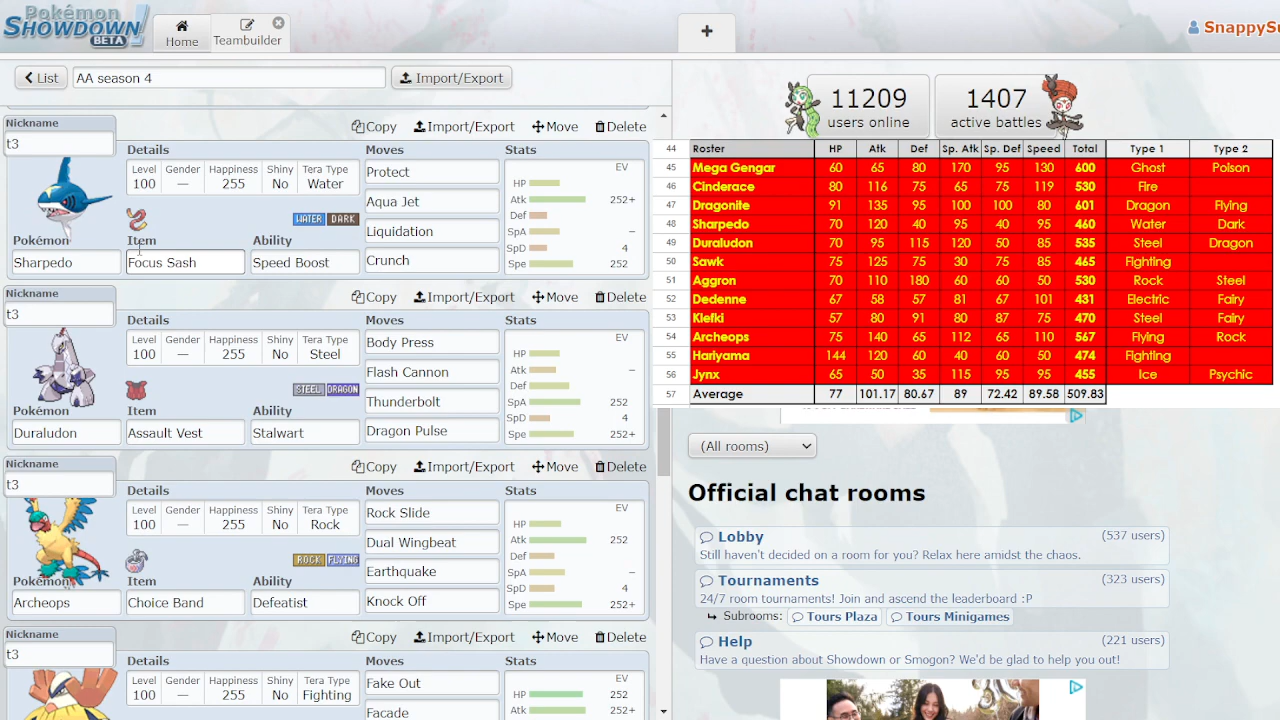 Pokémon
SHOWDOWN!
BETA
Home
Teambuilder
+
SnappySu
List
AA season 4
Import/Export
11209
users online
1407
active battles
Nickname
t3
Copy Import/Export Move Delete
Details Moves Stats
Level Gender Happiness Shiny Tera Type
100 — 255 No Water
Protect
Aqua Jet
Liquidation
Crunch
EV
HP
Atk 252+
Def
SpA –
SpD 4
Spe 252
WATER DARK
Pokémon Item Ability
Sharpedo Focus Sash Speed Boost
Nickname
t3
Copy Import/Export Move Delete
Details Moves Stats
Level Gender Happiness Shiny Tera Type
100 — 255 No Steel
Body Press
Flash Cannon
Thunderbolt
Dragon Pulse
EV
HP
Atk –
Def
SpA 252
SpD 4
Spe 252+
STEEL DRAGON
Pokémon Item Ability
Duraludon Assault Vest Stalwart
Nickname
t3
Copy Import/Export Move Delete
Details Moves Stats
Level Gender Happiness Shiny Tera Type
100 — 255 No Rock
Rock Slide
Dual Wingbeat
Earthquake
Knock Off
EV
HP
Atk 252
Def
SpA –
SpD 4
Spe 252+
ROCK FLYING
Pokémon Item Ability
Archeops Choice Band Defeatist
Nickname
t3
Copy Import/Export Move Delete
Details Moves Stats
Level Gender Happiness Shiny Tera Type
100 — 255 No Fighting
Fake Out
Facade
EV
HP 252
Atk 252
44 Roster HP Atk Def Sp. Atk Sp. Def Speed Total Type 1 Type 2
45 Mega Gengar 60 65 80 170 95 130 600 Ghost Poison
46 Cinderace 80 116 75 65 75 119 530 Fire
47 Dragonite 91 135 95 100 100 80 601 Dragon Flying
48 Sharpedo 70 120 40 95 40 95 460 Water Dark
49 Duraludon 70 95 115 120 50 85 535 Steel Dragon
50 Sawk 75 125 75 30 75 85 465 Fighting
51 Aggron 70 110 180 60 60 50 530 Rock Steel
52 Dedenne 67 58 57 81 67 101 431 Electric Fairy
53 Klefki 57 80 91 80 87 75 470 Steel Fairy
54 Archeops 75 140 65 112 65 110 567 Flying Rock
55 Hariyama 144 120 60 40 60 50 474 Fighting
56 Jynx 65 50 35 115 95 95 455 Ice Psychic
57 Average 77 101.17 80.67 89 72.42 89.58 509.83
(All rooms)
Official chat rooms
Lobby (537 users)
Still haven't decided on a room for you? Relax here amidst the chaos.
Tournaments (323 users)
24/7 room tournaments! Join and ascend the leaderboard :P
Subrooms: Tours Plaza Tours Minigames
Help (221 users)
Have a question about Showdown or Smogon? We'd be glad to help you out!